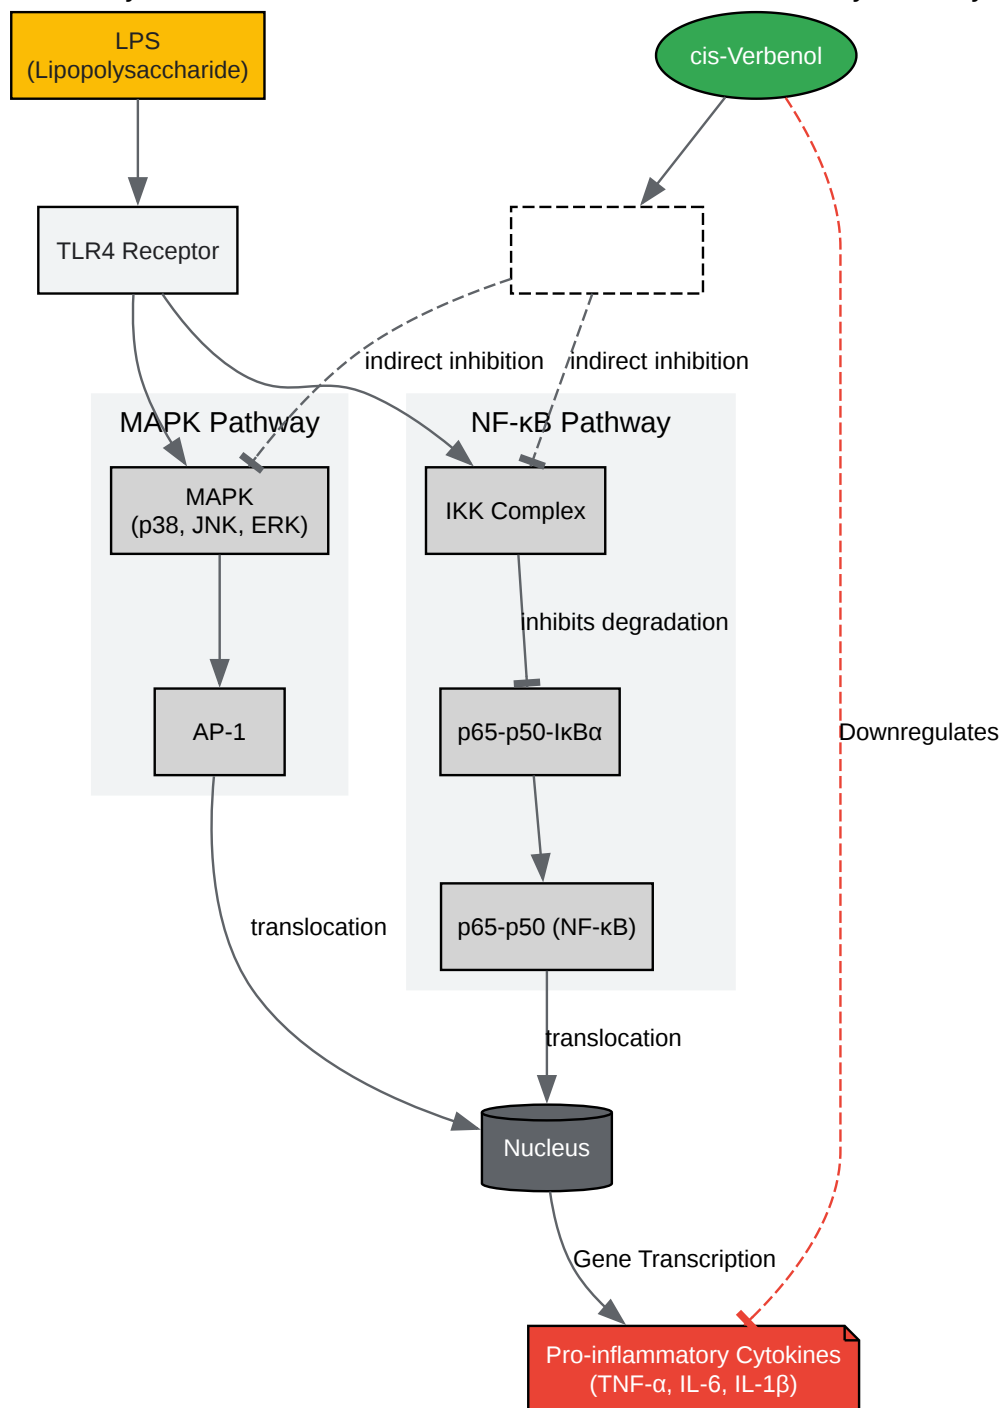 LPS
(Lipopolysaccharide)
cis-Verbenol
TLR4 Receptor
indirect inhibition
indirect inhibition
MAPK Pathway
NF-κB Pathway
MAPK
(p38, JNK, ERK)
IKK Complex
inhibits degradation
AP-1
p65-p50-IκBα
Downregulates
translocation
p65-p50 (NF-κB)
translocation
Nucleus
Gene Transcription
Pro-inflammatory Cytokines
(TNF-α, IL-6, IL-1β)